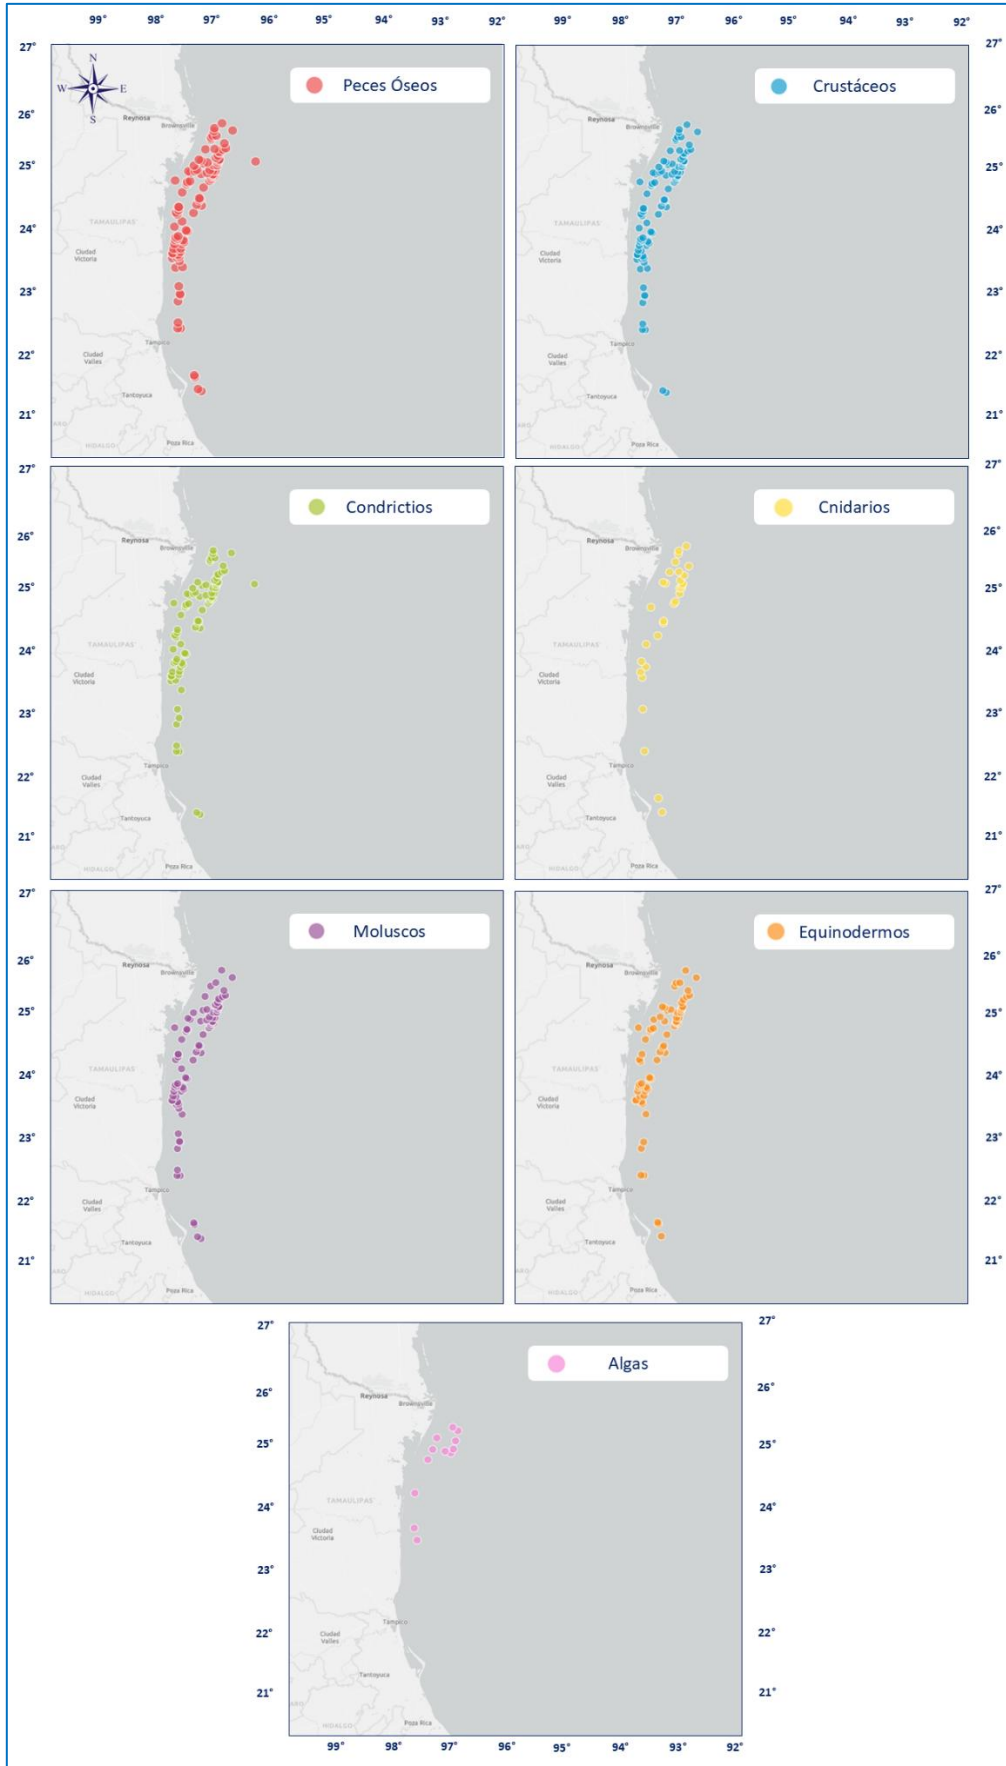 99° 98° 97° 96° 95° 94° 93° 92° 99° 98° 97° 96° 95° 94° 93° 92°
27° 27°
N
W E
S
Peces Óseos Crustáceos
26° 26°
Reynosa Brownsville Reynosa Brownsville
25° 25°
24° 24°
TAMAULIPAS TAMAULIPAS
Ciudad Victoria Ciudad Victoria
23° 23°
22° 22°
Tampico Tampico
Ciudad Valles Ciudad Valles
Tantoyuca Tantoyuca
21° 21°
ARO HIDALGO Poza Rica ARO HIDALGO Poza Rica
27° 27°
Condrictios Cnidarios
26° 26°
Reynosa Brownsville Reynosa Brownsville
25° 25°
24° 24°
TAMAULIPAS TAMAULIPAS
Ciudad Victoria Ciudad Victoria
23° 23°
22° 22°
Tampico Tampico
Ciudad Valles Ciudad Valles
Tantoyuca Tantoyuca
21° 21°
ARO HIDALGO Poza Rica ARO HIDALGO Poza Rica
27° 27°
Moluscos Equinodermos
26° 26°
Reynosa Brownsville Reynosa Brownsville
25° 25°
24° 24°
TAMAULIPAS TAMAULIPAS
Ciudad Victoria Ciudad Victoria
23° 23°
22° 22°
Tampico Tampico
Ciudad Valles Ciudad Valles
Tantoyuca Tantoyuca
21° 21°
ARO HIDALGO Poza Rica ARO HIDALGO Poza Rica
27° 27°
Algas
26° 26°
Reynosa Brownsville
25° 25°
24° 24°
TAMAULIPAS
Ciudad Victoria
23° 23°
22° 22°
Tampico
Ciudad Valles
Tantoyuca
21° 21°
ARO HIDALGO Poza Rica
99° 98° 97° 96° 95° 94° 93° 92°